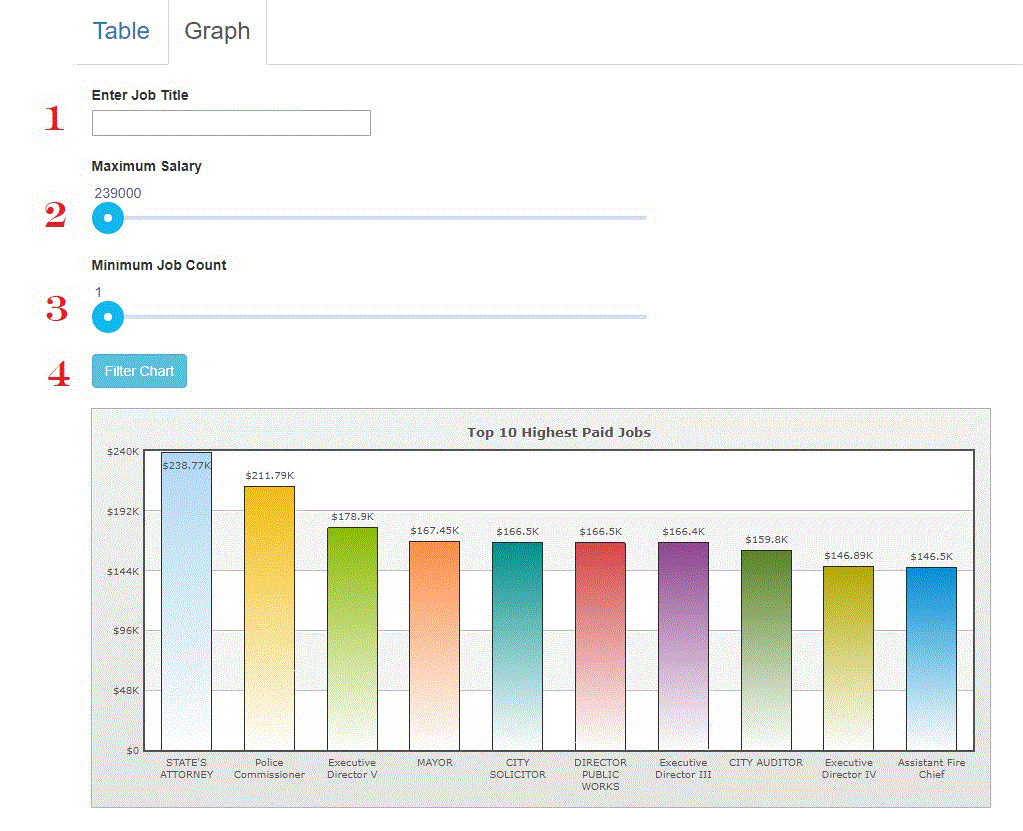 Table Graph
1
Enter Job Title
Maximum Salary
239000
2
Minimum Job Count
1
3
4
Filter Chart
Top 10 Highest Paid Jobs
$240K
$192K
$144K
$96K
$48K
$0
$238.77K
$211.79K
$178.9K
$167.45K
$166.5K
$166.5K
$166.4K
$159.8K
$146.89K
$146.5K
STATE'S
ATTORNEY
Police
Commissioner
Executive
Director V
MAYOR
CITY
SOLICITOR
DIRECTOR
PUBLIC
WORKS
Executive
Director III
CITY AUDITOR
Executive
Director IV
Assistant Fire
Chief